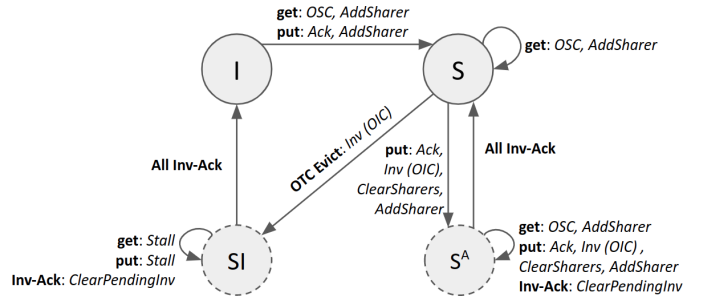 get: OSC, AddSharer
put: Ack, AddSharer
I
S
get: OSC, AddSharer
OTC Evict: Inv (OIC)
All Inv-Ack
put: Ack,
Inv (OIC),
ClearSharers,
AddSharer
All Inv-Ack
get: Stall
put: Stall
Inv-Ack: ClearPendingInv
SI
S^A
get: OSC, AddSharer
put: Ack, Inv (OIC) ,
ClearSharers, AddSharer
Inv-Ack: ClearPendingInv